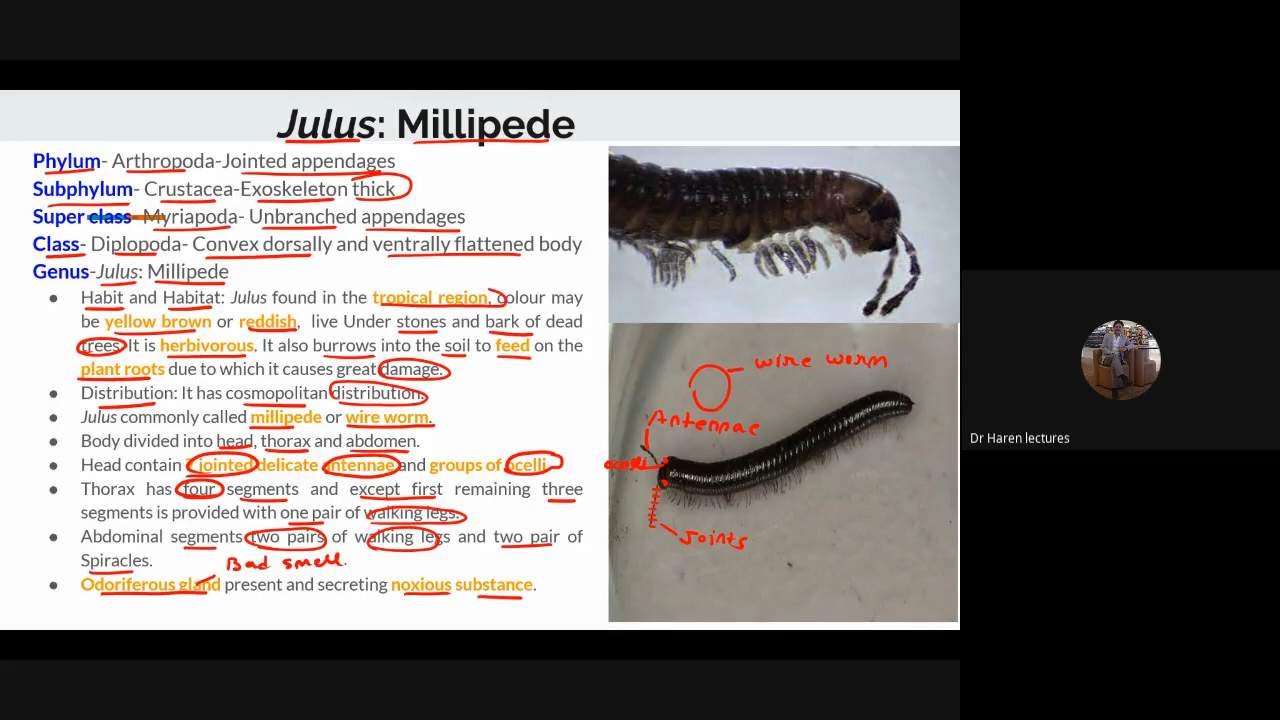 Julus: Millipede
Phylum- Arthropoda-Jointed appendages
Subphylum- Crustacea-Exoskeleton thick
Super class- Myriapoda- Unbranched appendages
Class- Diplopoda- Convex dorsally and ventrally flattened body
Genus-Julus: Millipede
● Habit and Habitat: Julus found in the tropical region, colour may
be yellow brown or reddish, live Under stones and bark of dead
trees. It is herbivorous. It also burrows into the soil to feed on the
plant roots due to which it causes great damage.
● Distribution: It has cosmopolitan distribution.
● Julus commonly called millipede or wire worm.
● Body divided into head, thorax and abdomen.
● Head contain jointed delicate antennae and groups of ocelli
● Thorax has four segments and except first remaining three
segments is provided with one pair of walking legs.
● Abdominal segments two pairs of walking legs and two pair of
Spiracles.
Bad smell.
● Odoriferous gland present and secreting noxious substance.
wire worm
Antennae
ocelli
Joints
Dr Haren lectures